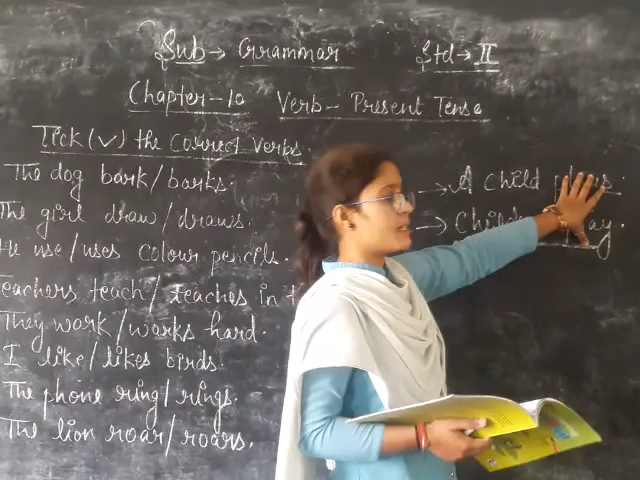 Sub → Grammar Std → II
Chapter-10 Verb- Present Tense
Tick (✓) the correct verbs.
The dog bark/barks.
The girl draw/draws.
He use/uses colour pencils.
Teachers teach/teaches in
They work/works hard
I like/likes birds.
The phone ring/rings.
The lion roar/roars.
→ A child
→